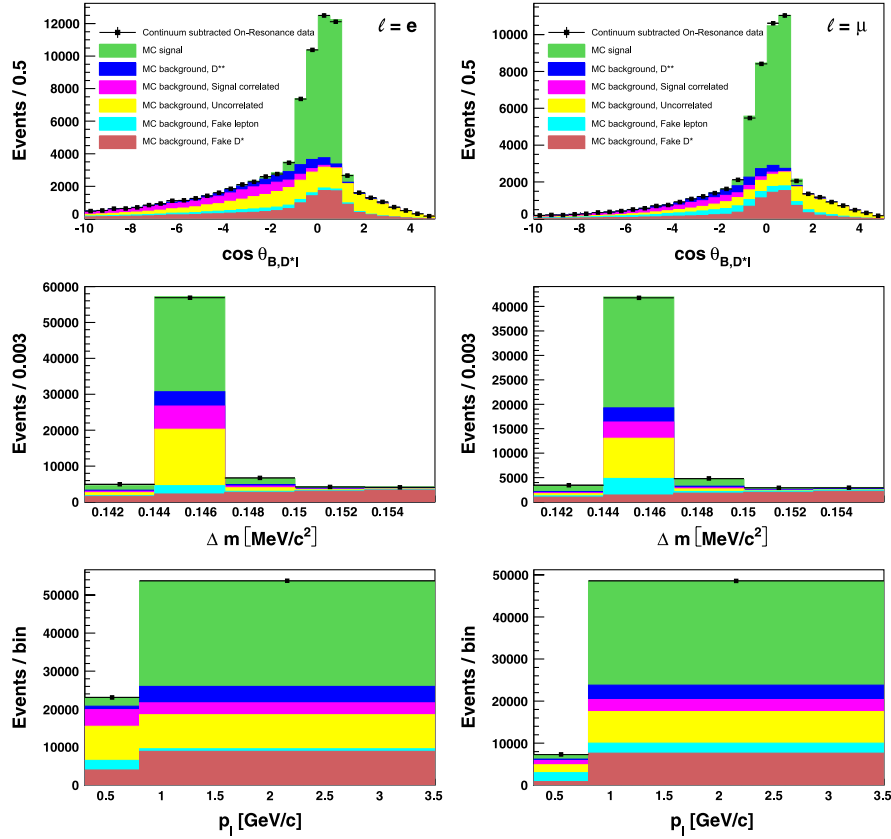 ℓ = e
Continuum subtracted On-Resonance data
MC signal
MC background, D**
MC background, Signal correlated
MC background, Uncorrelated
MC background, Fake lepton
MC background, Fake D*
Events / 0.5
12000
10000
8000
6000
4000
2000
0
-10 -8 -6 -4 -2 0 2 4
cos θ_B,D*l
ℓ = μ
Continuum subtracted On-Resonance data
MC signal
MC background, D**
MC background, Signal correlated
MC background, Uncorrelated
MC background, Fake lepton
MC background, Fake D*
Events / 0.5
10000
8000
6000
4000
2000
0
-10 -8 -6 -4 -2 0 2 4
cos θ_B,D*l
Events / 0.003
60000
50000
40000
30000
20000
10000
0
0.142 0.144 0.146 0.148 0.15 0.152 0.154
Δ m [MeV/c²]
Events / 0.003
40000
35000
30000
25000
20000
15000
10000
5000
0
0.142 0.144 0.146 0.148 0.15 0.152 0.154
Δ m [MeV/c²]
Events / bin
50000
40000
30000
20000
10000
0
0.5 1 1.5 2 2.5 3 3.5
p_l [GeV/c]
Events / bin
50000
40000
30000
20000
10000
0
0.5 1 1.5 2 2.5 3 3.5
p_l [GeV/c]